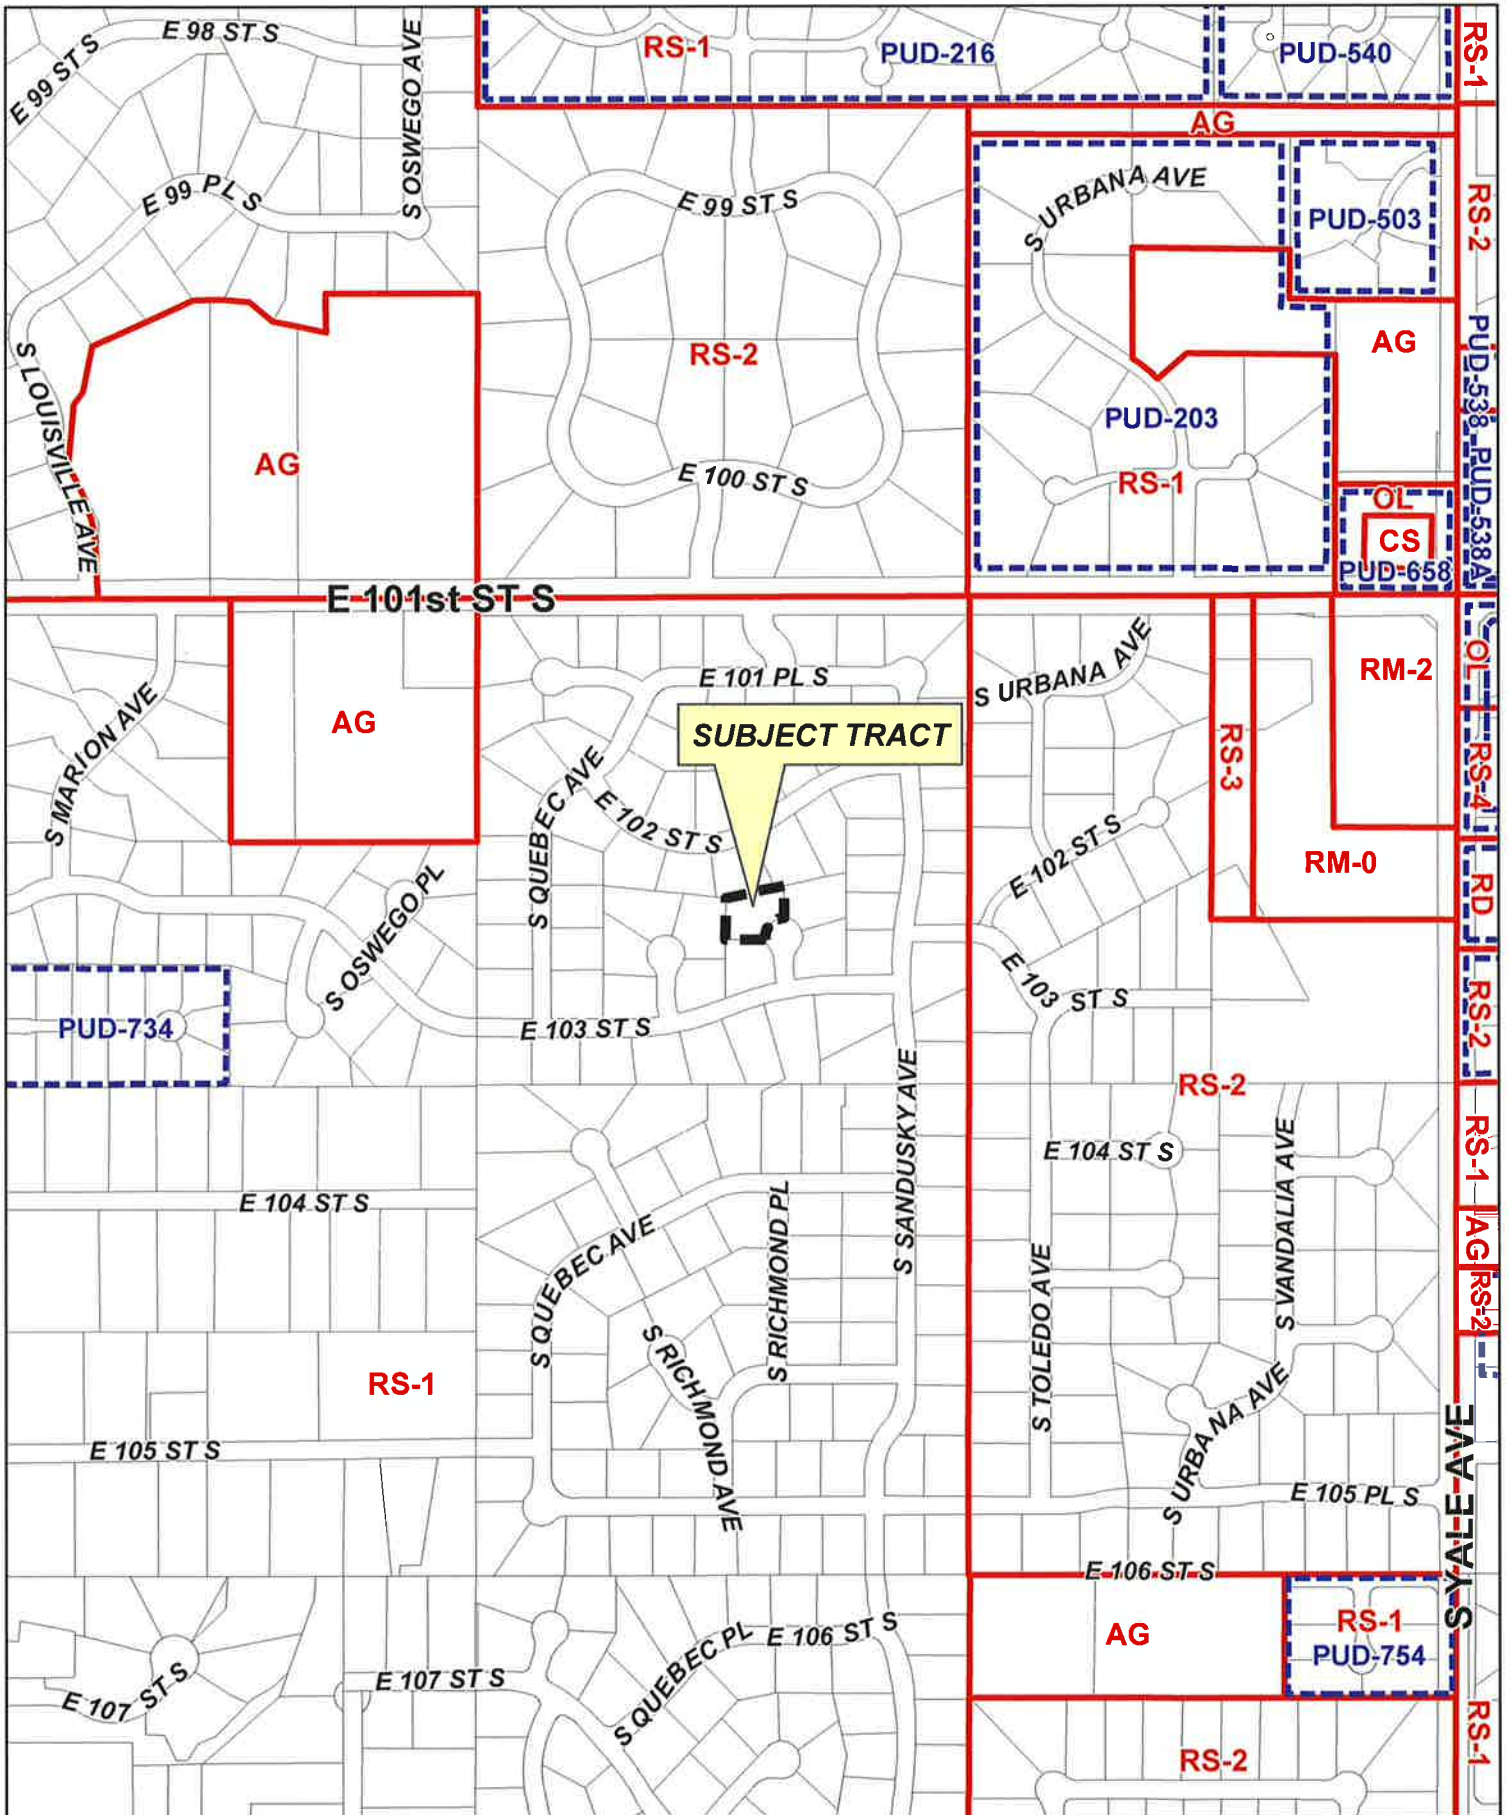 E 98 ST S
E 99 ST S
S OSWEGO AVE
RS-1
PUD-216
PUD-540
RS-1
AG
E 99 PL S
E 99 ST S
S URBANA AVE
PUD-503
RS-2
S LOUISVILLE AVE
RS-2
AG
PUD-538
PUD-203
AG
E 100 ST S
RS-1
PUD-538A
OL
CS
PUD-658
E 101st ST S
S MARION AVE
AG
E 101 PL S
S URBANA AVE
RM-2
OL
SUBJECT TRACT
RS-3
RS-4
S QUEBEC AVE
E 102 ST S
E 102 ST S
RM-0
RD
S OSWEGO PL
E 103 ST S
RS-2
PUD-734
E 103 ST S
S SANDUSKY AVE
RS-2
E 104 ST S
S VANDALIA AVE
RS-1
E 104 ST S
S QUEBEC AVE
S RICHMOND PL
AG
RS-2
S TOLEDO AVE
RS-1
S RICHMOND AVE
S URBANA AVE
E 105 ST S
E 105 PL S
S YALE AVE
E 106 ST S
AG
RS-1
PUD-754
E 107 ST S
E 107 ST S
S QUEBEC PL
E 106 ST S
RS-2
RS-1